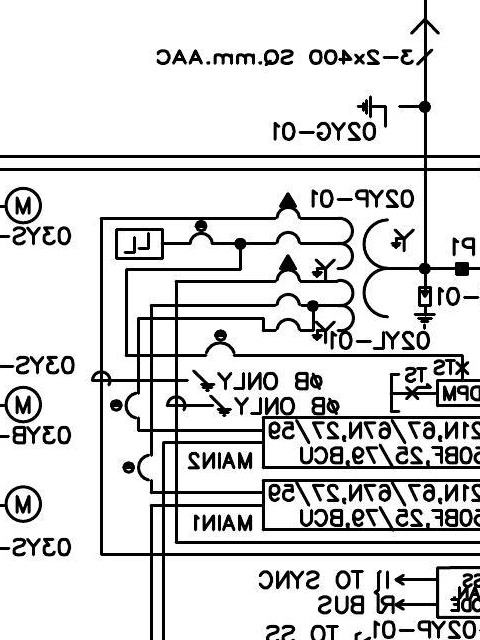 3-2x400 SQ.mm.AAC
02YG-01
02YP-01
M
03YS-
LL
P1
-01
02YL-01
03YS-
STS
TS
ØB ONLY
DPM
M
ØB ONLY
03YB-
21N,67,67N,27/59
50BF,25,79,BCU
MAIN2
21N,67,67N,27/59
50BF,25,79,BCU
M
MAIN1
03YS-
TO SYNC
BUS
02YP-01
TO SS